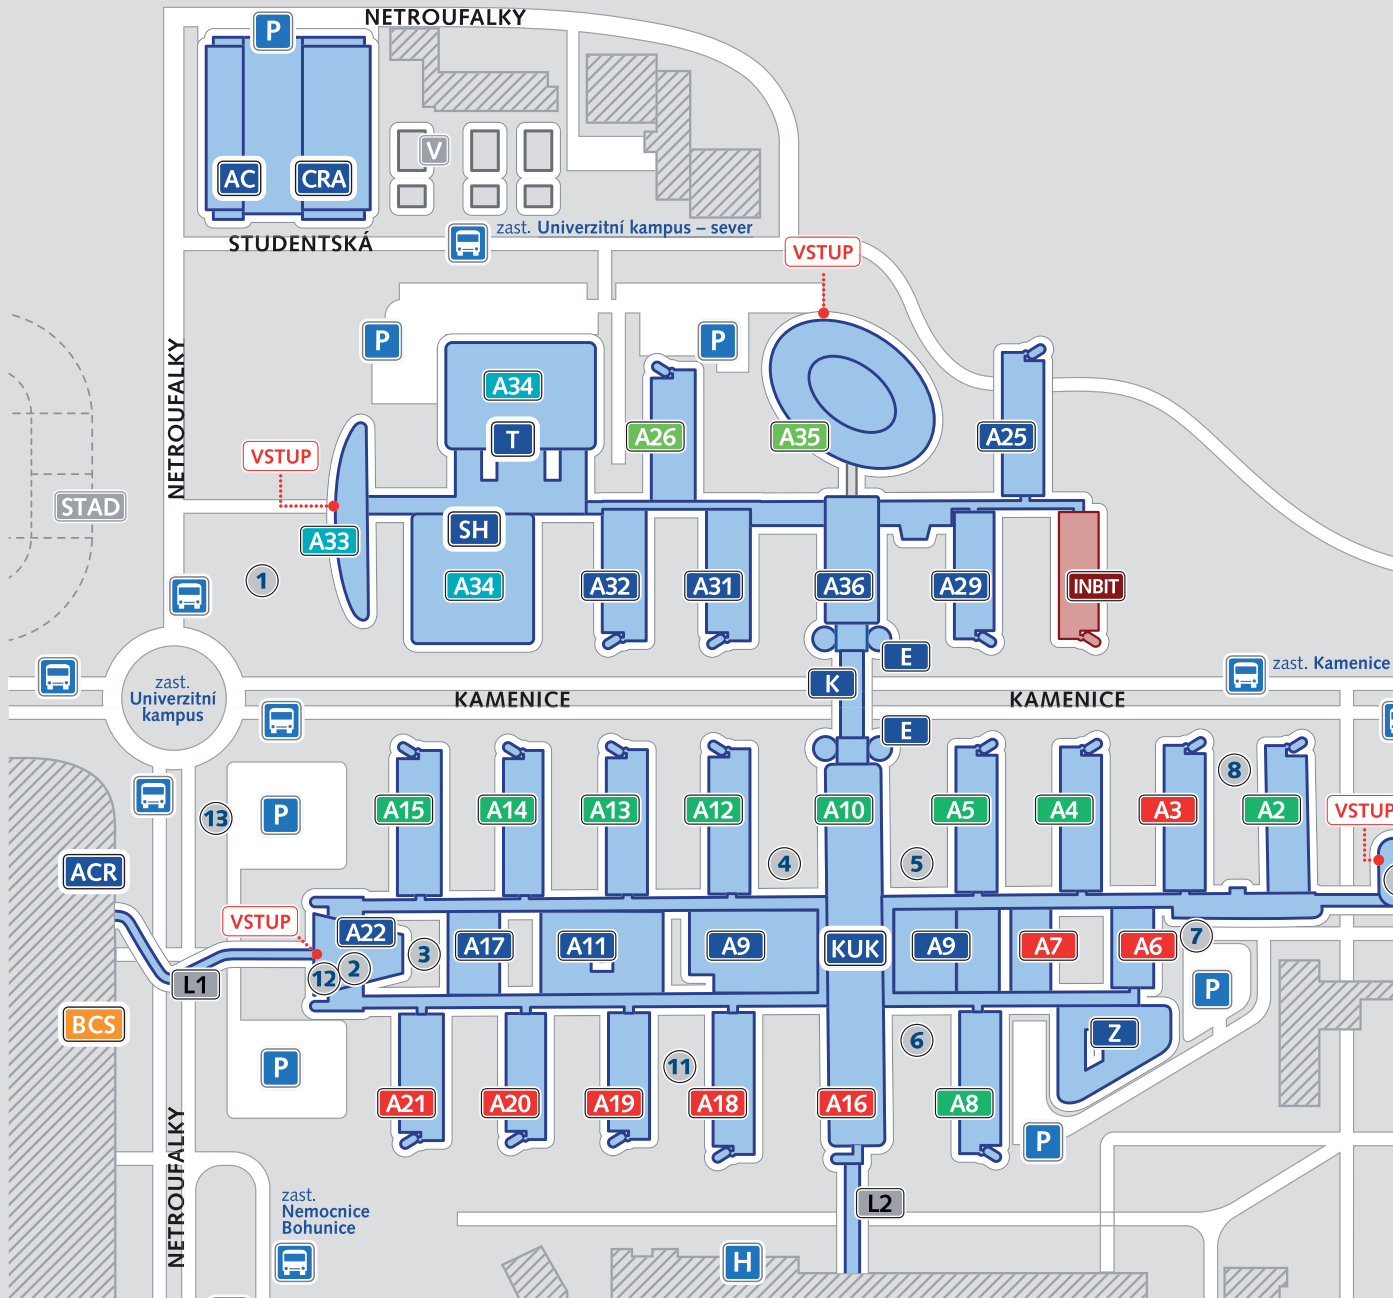 NETROUFALKY
P
V
AC
CRA
zast. Univerzitní kampus – sever
STUDENTSKÁ
VSTUP
P
P
A34
NETROUFALKY
T
A26
A35
A25
VSTUP
STAD
SH
A33
1
A34
A32
A31
A36
A29
INBIT
E
zast. Kamenice
zast.
Univerzitní
kampus
K
KAMENICE
KAMENICE
E
8
13
P
A15
A14
A13
A12
A10
A5
A4
A3
A2
VSTUP
4
5
ACR
VSTUP
A22
3
A17
A11
A9
KUK
A9
A7
A6
7
12
2
L1
P
BCS
Z
6
P
11
A21
A20
A19
A18
A16
A8
P
NETROUFALKY
zast.
Nemocnice
Bohunice
L2
H